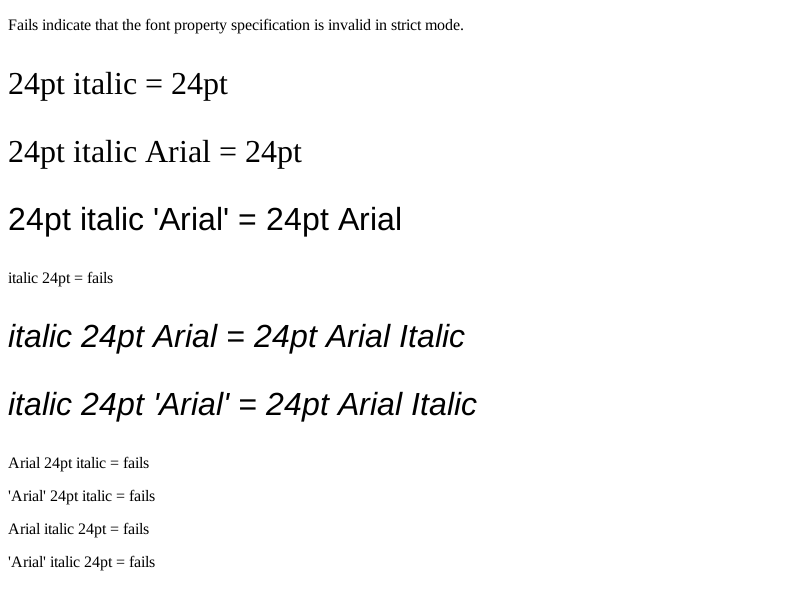 Fails indicate that the font property specification is invalid in strict mode.
24pt italic = 24pt
24pt italic Arial = 24pt
24pt italic 'Arial' = 24pt Arial
italic 24pt = fails
italic 24pt Arial = 24pt Arial Italic
italic 24pt 'Arial' = 24pt Arial Italic
Arial 24pt italic = fails
'Arial' 24pt italic = fails
Arial italic 24pt = fails
'Arial' italic 24pt = fails